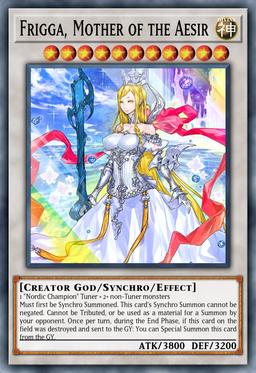 Frigga, Mother of the Aesir
神
[Creator God/Synchro/Effect]
1 "Nordic Champion" Tuner + 2+ non-Tuner monsters
Must first be Synchro Summoned. This card's Synchro Summon cannot be
negated. Cannot be Tributed, or be used as a material for a Summon by
your opponent. Once per turn, during the End Phase, if this card on the
field was destroyed and sent to the GY: You can Special Summon this card
from the GY.
ATK/3800 DEF/3200